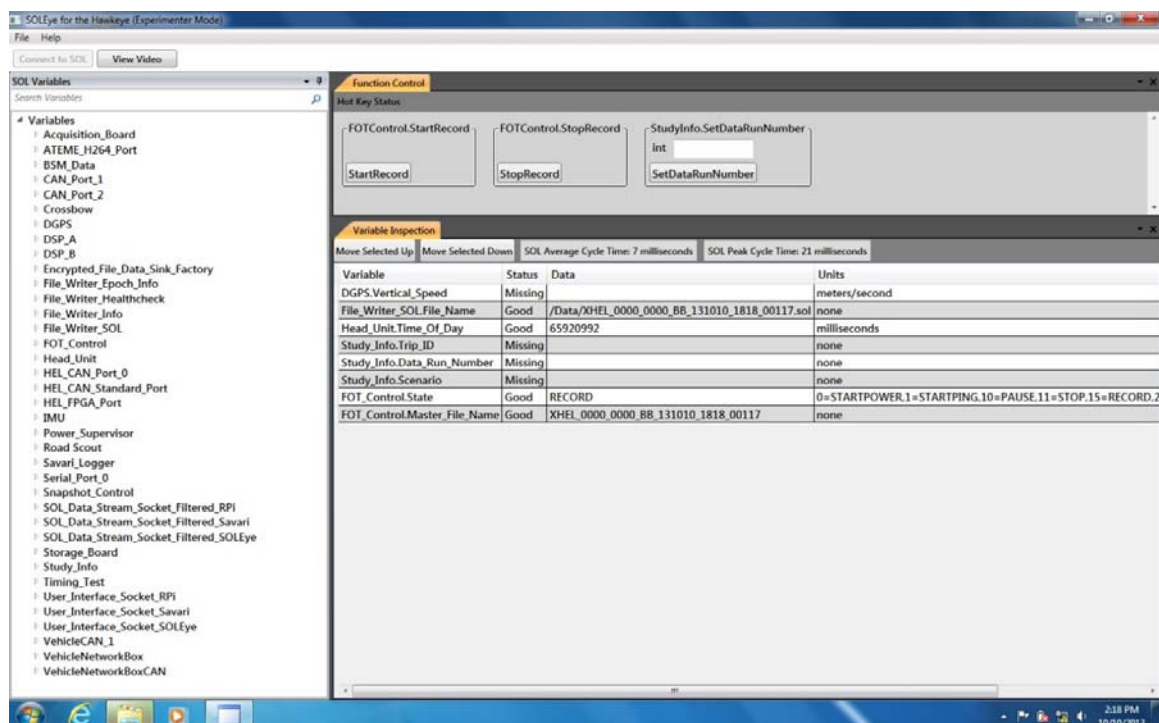 SOLEye for the Hawkeye (Experimenter Mode)
File Help
Connect to SOL View Video
SOL Variables
Search Variables
Variables
Acquisition_Board
ATEME_H264_Port
BSM_Data
CAN_Port_1
CAN_Port_2
Crossbow
DGPS
DSP_A
DSP_B
Encrypted_File_Data_Sink_Factory
File_Writer_Epoch_Info
File_Writer_Healthcheck
File_Writer_Info
File_Writer_SOL
FOT_Control
Head_Unit
HEL_CAN_Port_0
HEL_CAN_Standard_Port
HEL_FPGA_Port
IMU
Power_Supervisor
Road Scout
Savari_Logger
Serial_Port_0
Snapshot_Control
SOL_Data_Stream_Socket_Filtered_RPi
SOL_Data_Stream_Socket_Filtered_Savari
SOL_Data_Stream_Socket_Filtered_SOLEye
Storage_Board
Study_Info
Timing_Test
User_Interface_Socket_RPi
User_Interface_Socket_Savari
User_Interface_Socket_SOLEye
VehicleCAN_1
VehicleNetworkBox
VehicleNetworkBoxCAN
Function Control
Hot Key Status
FOTControl.StartRecord FOTControl.StopRecord StudyInfo.SetDataRunNumber
int
StartRecord StopRecord SetDataRunNumber
Variable Inspection
Move Selected Up Move Selected Down SOL Average Cycle Time: 7 milliseconds SOL Peak Cycle Time: 21 milliseconds
Variable Status Data Units
DGPS.Vertical_Speed Missing meters/second
File_Writer_SOL.File_Name Good /Data/XHEL_0000_0000_BB_131010_1818_00117.sol none
Head_Unit.Time_Of_Day Good 65920992 milliseconds
Study_Info.Trip_ID Missing none
Study_Info.Data_Run_Number Missing none
Study_Info.Scenario Missing none
FOT_Control.State Good RECORD 0=STARTPOWER,1=STARTPING,10=PAUSE,11=STOP,15=RECORD,2
FOT_Control.Master_File_Name Good XHEL_0000_0000_BB_131010_1818_00117 none
2:18 PM